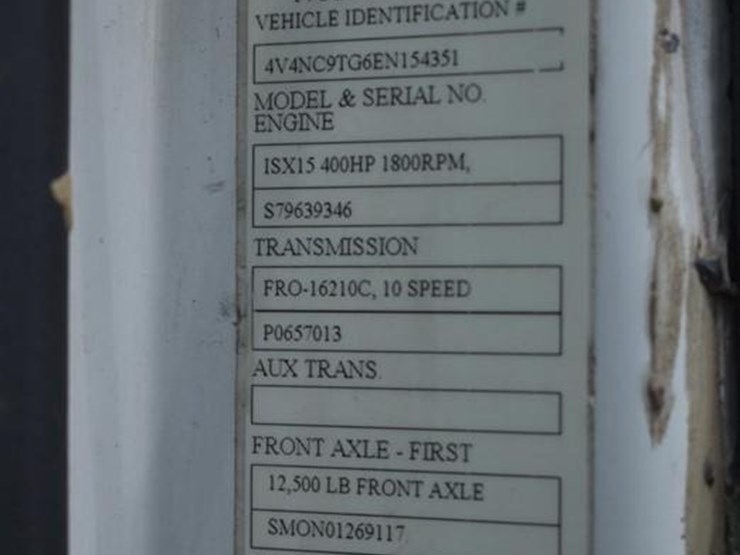 VEHICLE IDENTIFICATION #
4V4NC9TG6EN154351
MODEL & SERIAL NO.
ENGINE
ISX15 400HP 1800RPM,
S79639346
TRANSMISSION
FRO-16210C, 10 SPEED
P0657013
AUX TRANS.
FRONT AXLE - FIRST
12,500 LB FRONT AXLE
SMON01269117